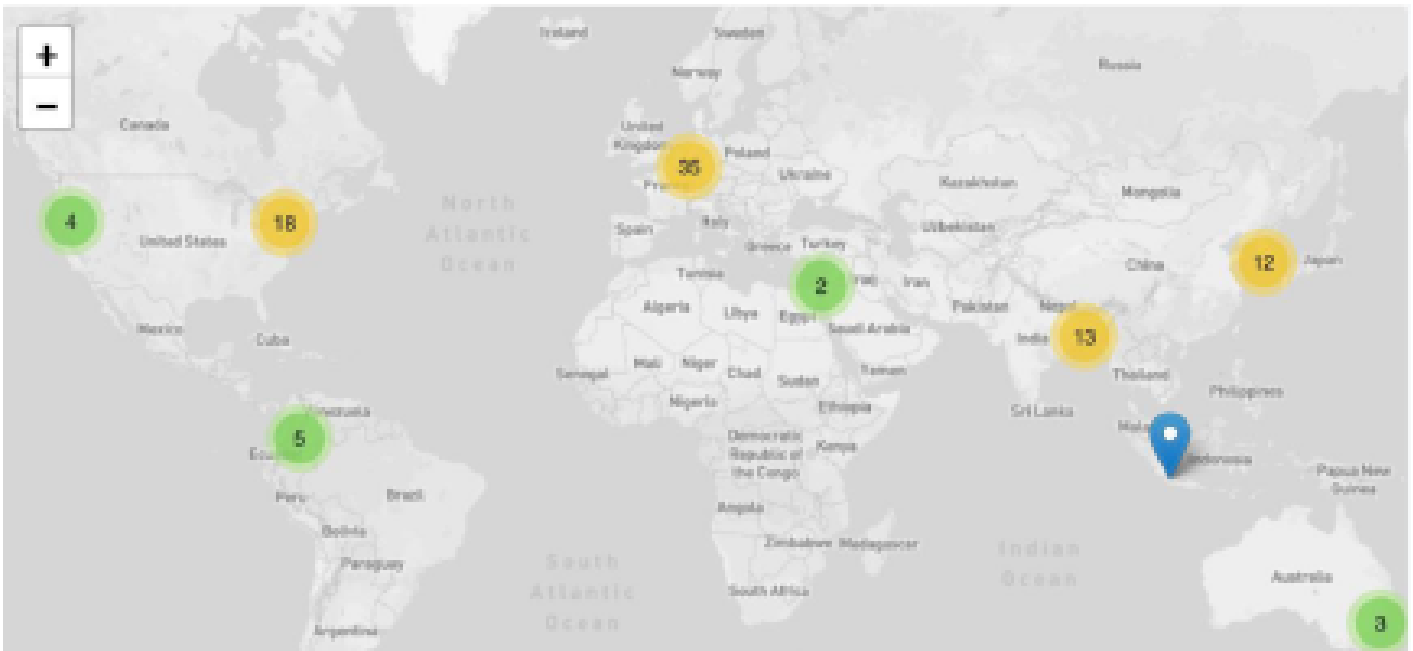 +
Iceland
Sweden
Norway
Russia
−
Canada
United
Kingdom
Poland
35
Ukraine
Kazakhstan
Mongolia
North
Atlantic
Ocean
4
18
United States
Spain
Italy
Greece
Turkey
Uzbekistan
China
12
Japan
Tunisia
2
Iran
Algeria
Libya
Egypt
Pakistan
Nepal
Mexico
Cuba
Saudi Arabia
India
13
Senegal
Mali
Niger
Chad
Sudan
Yemen
Thailand
Philippines
Nigeria
Ethiopia
Sri Lanka
5
Democratic
Republic of
the Congo
Kenya
Indonesia
Papua New
Guinea
Peru
Brazil
Angola
Bolivia
Zimbabwe
Madagascar
Indian
Ocean
South
Atlantic
Ocean
Paraguay
South Africa
Australia
Argentina
3